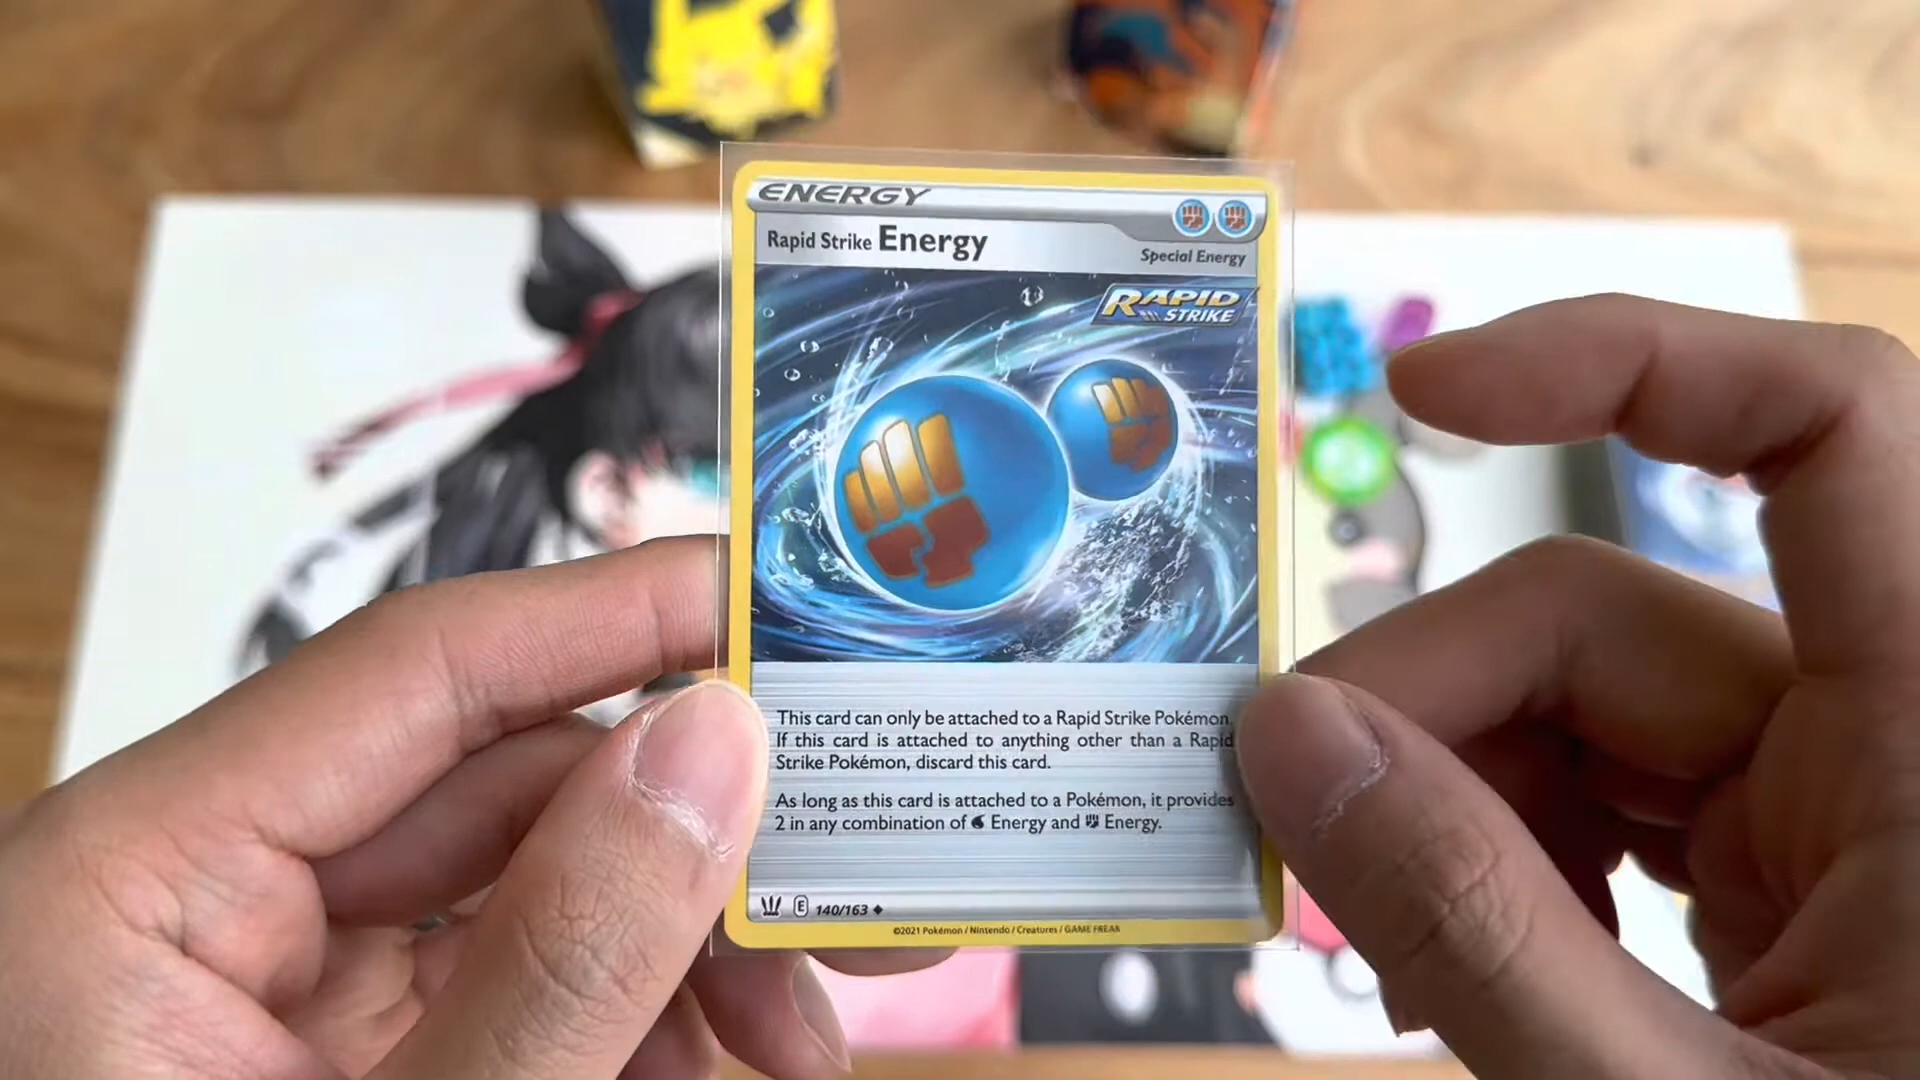 ENERGY
Rapid Strike Energy
Special Energy
RAPID
STRIKE
This card can only be attached to a Rapid Strike Pokémon.
If this card is attached to anything other than a Rapid
Strike Pokémon, discard this card.
As long as this card is attached to a Pokémon, it provides
2 in any combination of Energy and Energy.
E 140/163
©2021 Pokémon / Nintendo / Creatures / GAME FREAK